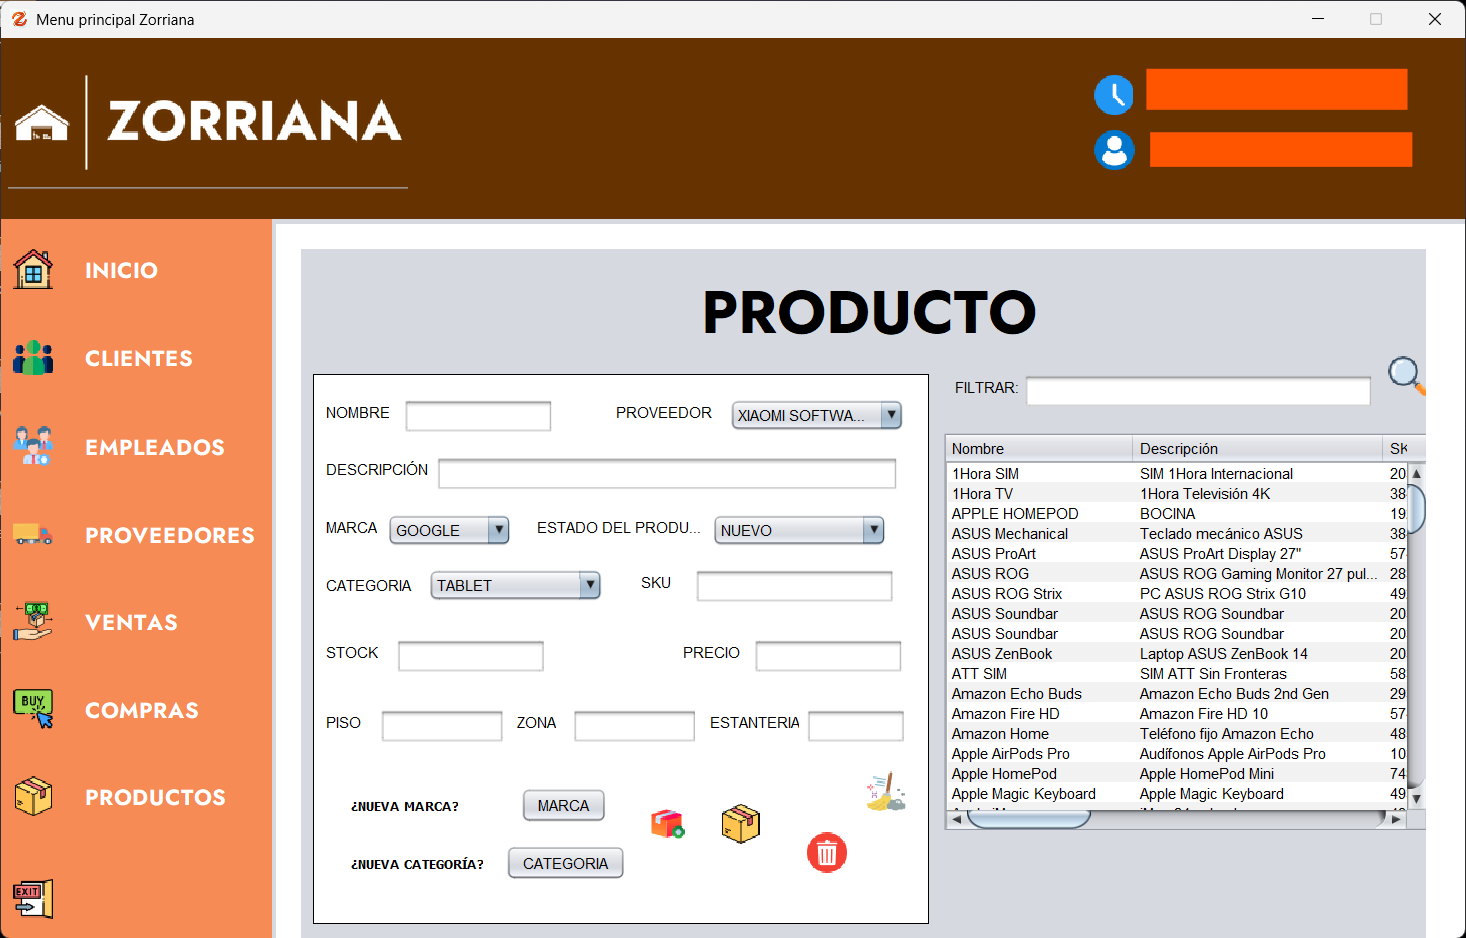 Menu principal Zorriana
ZORRIANA
INICIO
CLIENTES
EMPLEADOS
PROVEEDORES
VENTAS
BUY
COMPRAS
PRODUCTOS
EXIT
PRODUCTO
NOMBRE
PROVEEDOR XIAOMI SOFTWA...
DESCRIPCIÓN
MARCA GOOGLE ESTADO DEL PRODU... NUEVO
CATEGORIA TABLET SKU
STOCK PRECIO
PISO ZONA ESTANTERIA
¿NUEVA MARCA? MARCA
¿NUEVA CATEGORÍA? CATEGORIA
FILTRAR:
Nombre Descripción SK
1Hora SIM SIM 1Hora Internacional 20
1Hora TV 1Hora Televisión 4K 38
APPLE HOMEPOD BOCINA 19
ASUS Mechanical Teclado mecánico ASUS 38
ASUS ProArt ASUS ProArt Display 27" 57
ASUS ROG ASUS ROG Gaming Monitor 27 pul... 28
ASUS ROG Strix PC ASUS ROG Strix G10 49
ASUS Soundbar ASUS ROG Soundbar 20
ASUS Soundbar ASUS ROG Soundbar 20
ASUS ZenBook Laptop ASUS ZenBook 14 20
ATT SIM SIM ATT Sin Fronteras 58
Amazon Echo Buds Amazon Echo Buds 2nd Gen 29
Amazon Fire HD Amazon Fire HD 10 57
Amazon Home Teléfono fijo Amazon Echo 48
Apple AirPods Pro Audífonos Apple AirPods Pro 10
Apple HomePod Apple HomePod Mini 74
Apple Magic Keyboard Apple Magic Keyboard 49